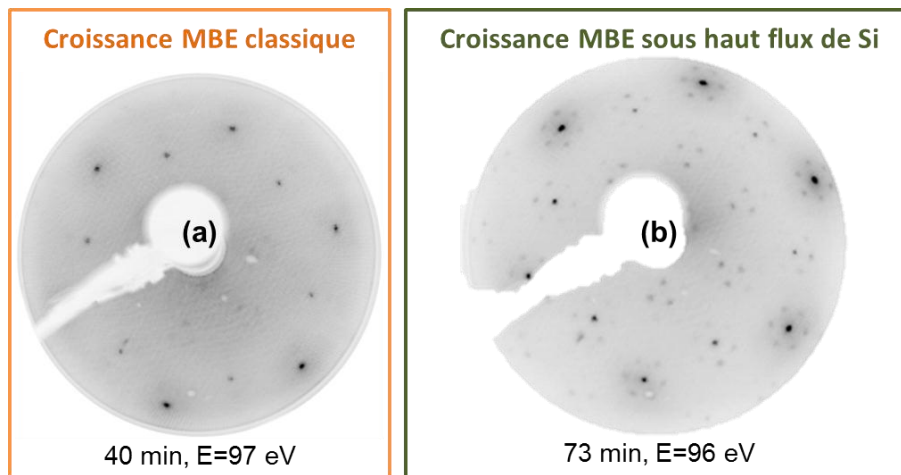 Croissance MBE classique
Croissance MBE sous haut flux de Si
(a)
(b)
40 min, E=97 eV
73 min, E=96 eV